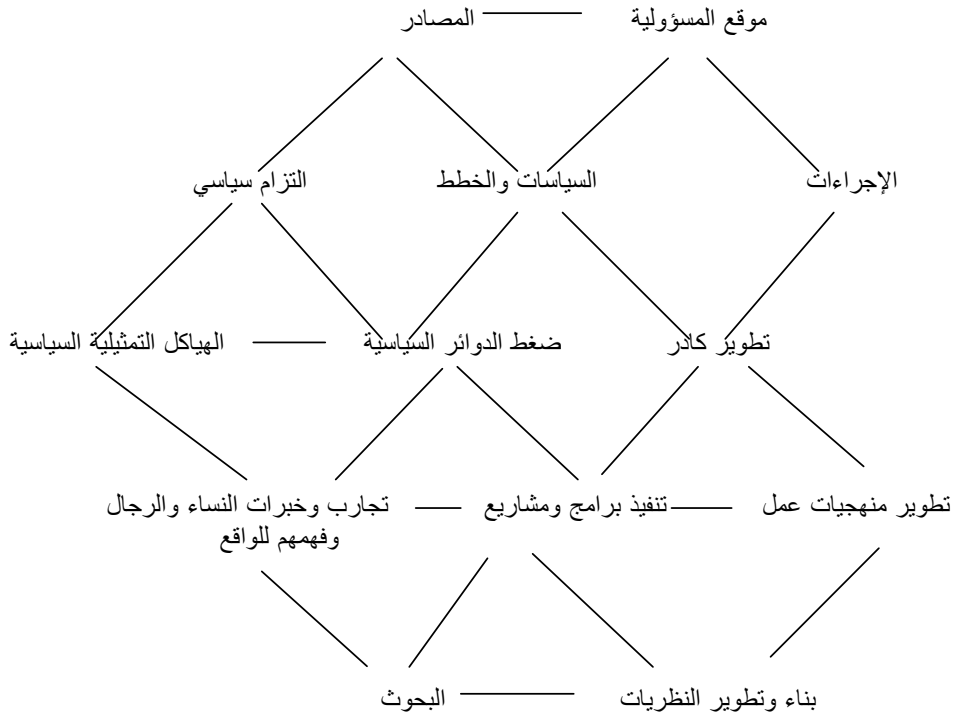 موقع المسؤولية
المصادر
الإجراءات
السياسات والخطط
التزام سياسي
تطوير كادر
ضغط الدوائر السياسية
الهياكل التمثيلية السياسية
تطوير منهجيات عمل
تنفيذ برامج ومشاريع
تجارب وخبرات النساء والرجال
وفهمهم للواقع
بناء وتطوير النظريات
البحوث